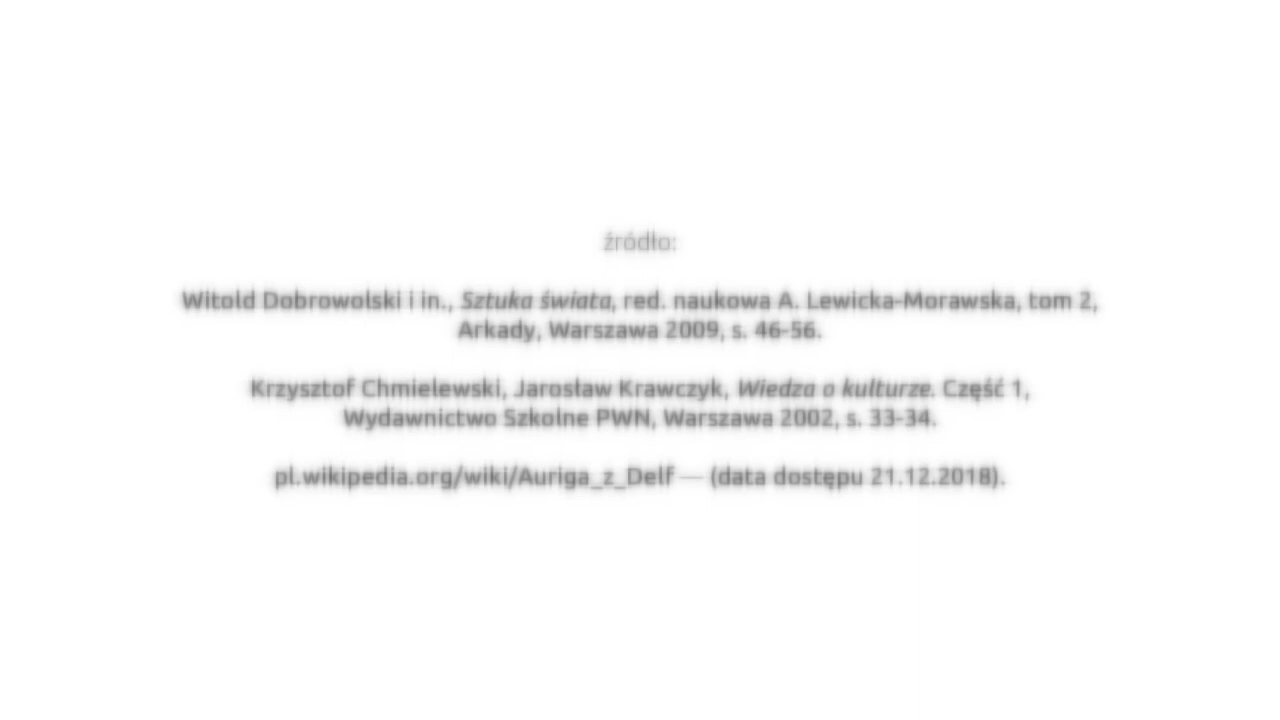 źródło:
Witold Dobrowolski i in., Sztuka świata, red. naukowa A. Lewicka-Morawska, tom 2,
Arkady, Warszawa 2009, s. 46-56.
Krzysztof Chmielewski, Jarosław Krawczyk, Wiedza o kulturze. Część 1,
Wydawnictwo Szkolne PWN, Warszawa 2002, s. 33-34.
pl.wikipedia.org/wiki/Auriga_z_Delf — (data dostępu 21.12.2018).